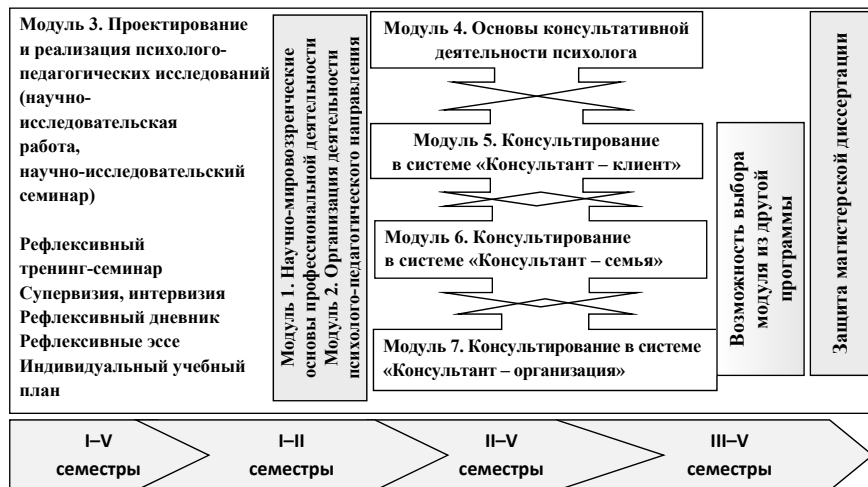 Модуль 3. Проектирование
и реализация психолого-
педагогических исследований
(научно-
исследовательская
работа,
научно-исследовательский
семинар)
Рефлексивный
тренинг-семинар
Супервизия, интервизия
Рефлексивный дневник
Рефлексивные эссе
Индивидуальный учебный
план
Модуль 1. Научно-мировоззренческие
основы профессиональной деятельности
Модуль 2. Организация деятельности
психолого-педагогического направления
Модуль 4. Основы консультативной
деятельности психолога
Модуль 5. Консультирование
в системе «Консультант – клиент»
Модуль 6. Консультирование
в системе «Консультант – семья»
Модуль 7. Консультирование в системе
«Консультант – организация»
Возможность выбора
модуля из другой
программы
Защита магистерской диссертации
I–V
семестры
I–II
семестры
II–V
семестры
III–V
семестры